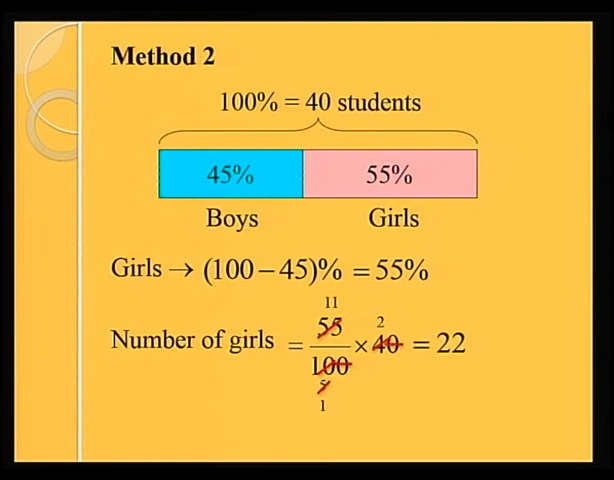 Method 2
100% = 40 students
45% 55%
Boys Girls
Girls → (100 – 45)% = 55%
11 2
Number of girls = 55/100 × 40 = 22
5
1